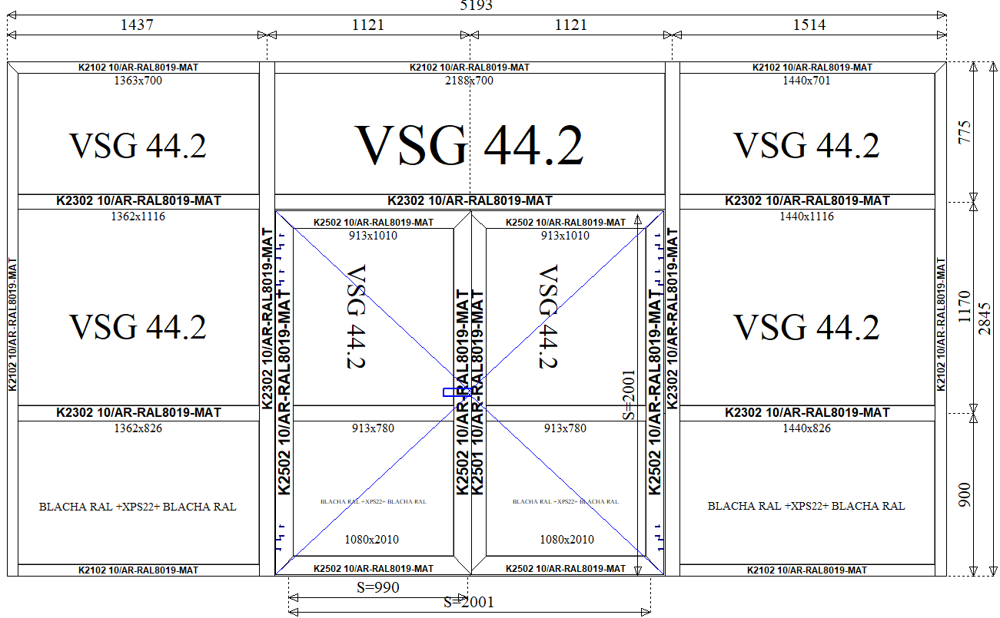 5193
1437 1121 1121 1514
K2102 10/AR-RAL8019-MAT K2102 10/AR-RAL8019-MAT K2102 10/AR-RAL8019-MAT
1363x700 2188x700 1440x701
775
VSG 44.2 VSG 44.2 VSG 44.2
K2302 10/AR-RAL8019-MAT K2302 10/AR-RAL8019-MAT K2302 10/AR-RAL8019-MAT
1362x1116 1440x1116
K2502 10/AR-RAL8019-MAT K2502 10/AR-RAL8019-MAT
913x1010 913x1010
K2102 10/AR-RAL8019-MAT
VSG 44.2
K2302 10/AR-RAL8019-MAT
K2502 10/AR-RAL8019-MAT
VSG 44.2
K2502 10/AR-RAL8019-MAT
K2501 10/AR-RAL8019-MAT
VSG 44.2
S=2001
K2502 10/AR-RAL8019-MAT
K2302 10/AR-RAL8019-MAT
VSG 44.2
K2102 10/AR-RAL8019-MAT
1170
2845
K2302 10/AR-RAL8019-MAT K2302 10/AR-RAL8019-MAT
1362x826 913x780 913x780 1440x826
900
BLACHA RAL +XPS22+ BLACHA RAL BLACHA RAL +XPS22+ BLACHA RAL BLACHA RAL +XPS22+ BLACHA RAL BLACHA RAL +XPS22+ BLACHA RAL
1080x2010 1080x2010
K2102 10/AR-RAL8019-MAT K2502 10/AR-RAL8019-MAT K2502 10/AR-RAL8019-MAT K2102 10/AR-RAL8019-MAT
S=990
S=2001